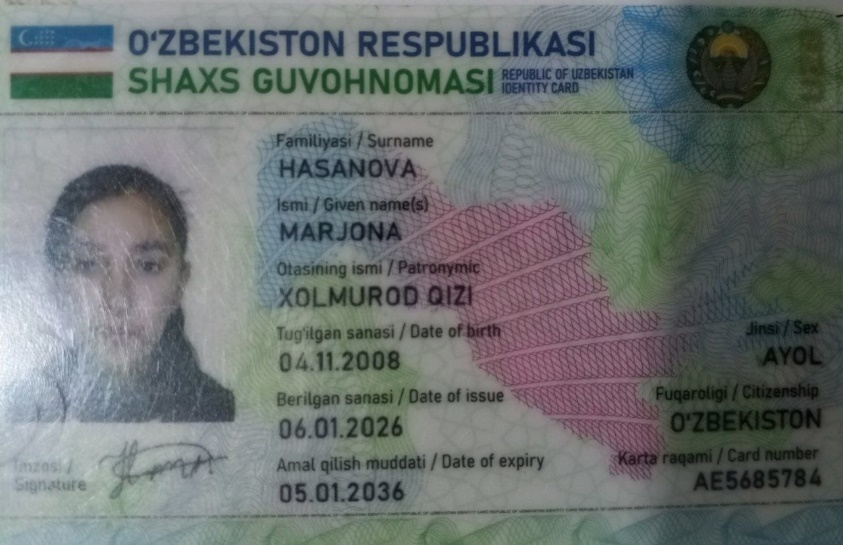 O‘ZBEKISTON RESPUBLIKASI
SHAXS GUVOHNOMASI REPUBLIC OF UZBEKISTAN IDENTITY CARD
Familiyasi / Surname
HASANOVA
Ismi / Given name(s)
MARJONA
Otasining ismi / Patronymic
XOLMUROD QIZI
Tug‘ilgan sanasi / Date of birth
04.11.2008
Jinsi / Sex
AYOL
Berilgan sanasi / Date of issue
06.01.2026
Fuqaroligi / Citizenship
O‘ZBEKISTON
Amal qilish muddati / Date of expiry
05.01.2036
Karta raqami / Card number
AE5685784
Imzosi /
Signature